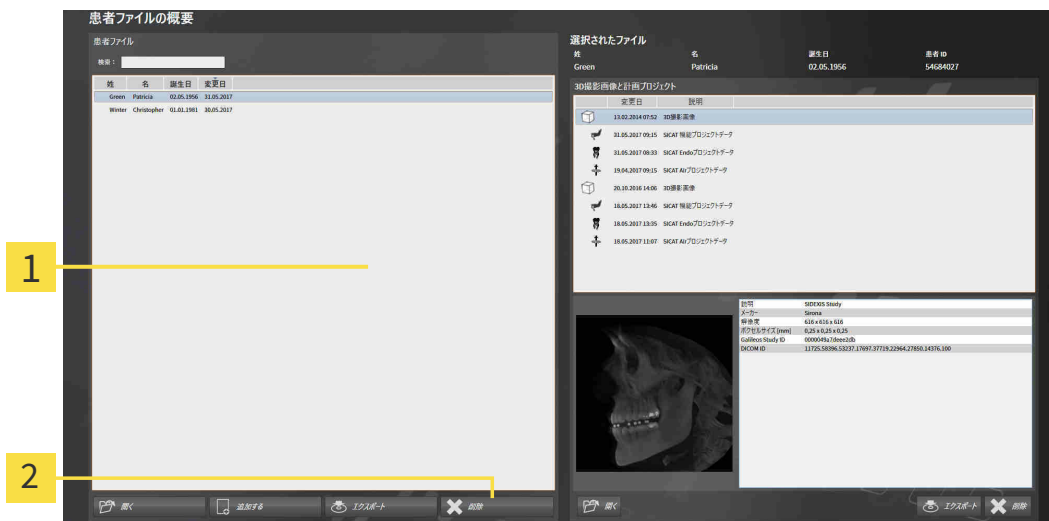 患者ファイルの概要
患者ファイル
検索：
姓 名 誕生日 変更日
Green Patricia 02.05.1956 31.05.2017
Winter Christopher 01.01.1981 30.05.2017
1
2
開く 追加する エクスポート 削除
選択されたファイル
姓 名 誕生日 患者 ID
Green Patricia 02.05.1956 54684027
3D撮影画像と計画プロジェクト
変更日 説明
13.02.2014 07:52 3D撮影画像
31.05.2017 09:15 SICAT 機能プロジェクトデータ
31.05.2017 08:33 SICAT Endoプロジェクトデータ
19.04.2017 09:15 SICAT Airプロジェクトデータ
20.10.2016 14:06 3D撮影画像
18.05.2017 13:46 SICAT 機能プロジェクトデータ
18.05.2017 13:35 SICAT Endoプロジェクトデータ
18.05.2017 11:07 SICAT Airプロジェクトデータ
説明 SIDEXIS Study
メーカー Sirona
解像度 616 x 616 x 616
ボクセルサイズ [mm] 0,25 x 0,25 x 0,25
Galileos Study ID 0000049a7deee2db
DICOM ID 11725.58396.53237.17697.37719.22964.27850.14376.100
開く エクスポート 削除